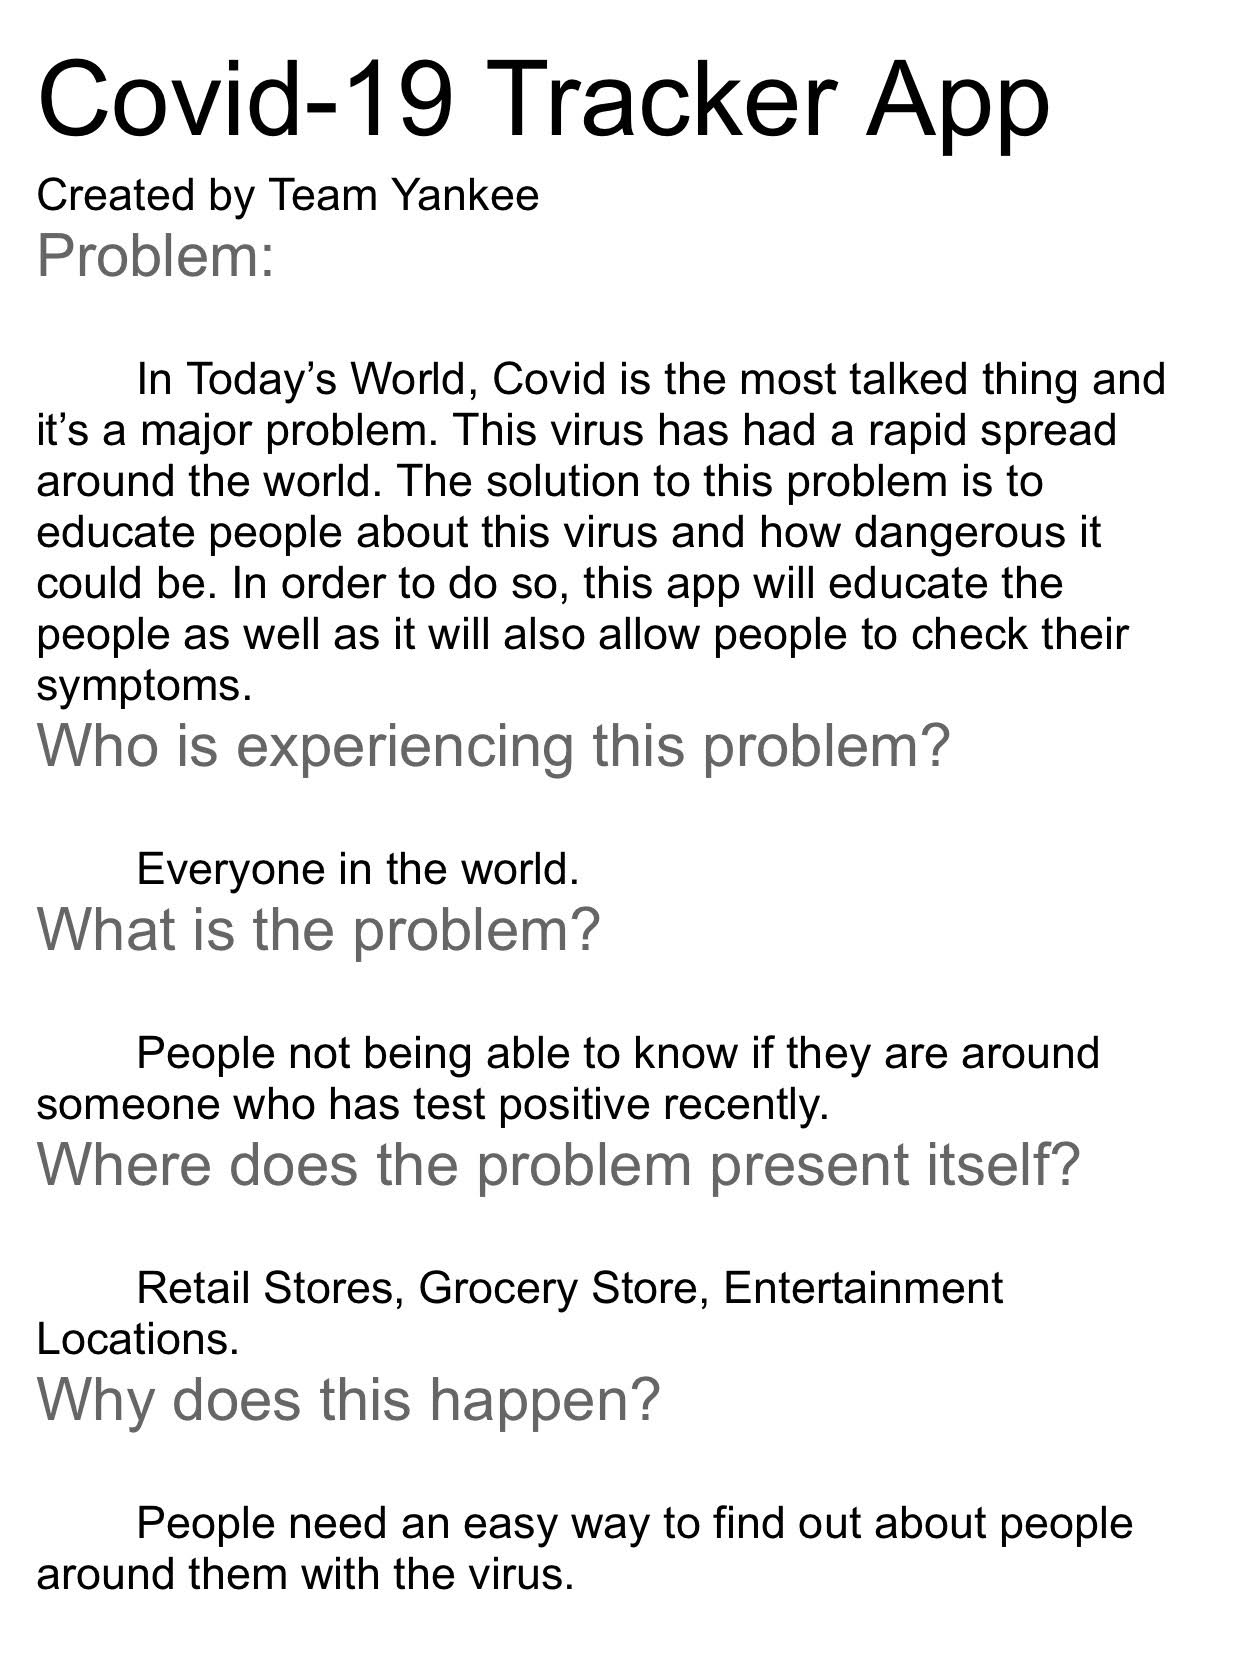 Covid-19 Tracker App
Created by Team Yankee
Problem:
In Today’s World, Covid is the most talked thing and
it’s a major problem. This virus has had a rapid spread
around the world. The solution to this problem is to
educate people about this virus and how dangerous it
could be. In order to do so, this app will educate the
people as well as it will also allow people to check their
symptoms.
Who is experiencing this problem?
Everyone in the world.
What is the problem?
People not being able to know if they are around
someone who has test positive recently.
Where does the problem present itself?
Retail Stores, Grocery Store, Entertainment
Locations.
Why does this happen?
People need an easy way to find out about people
around them with the virus.